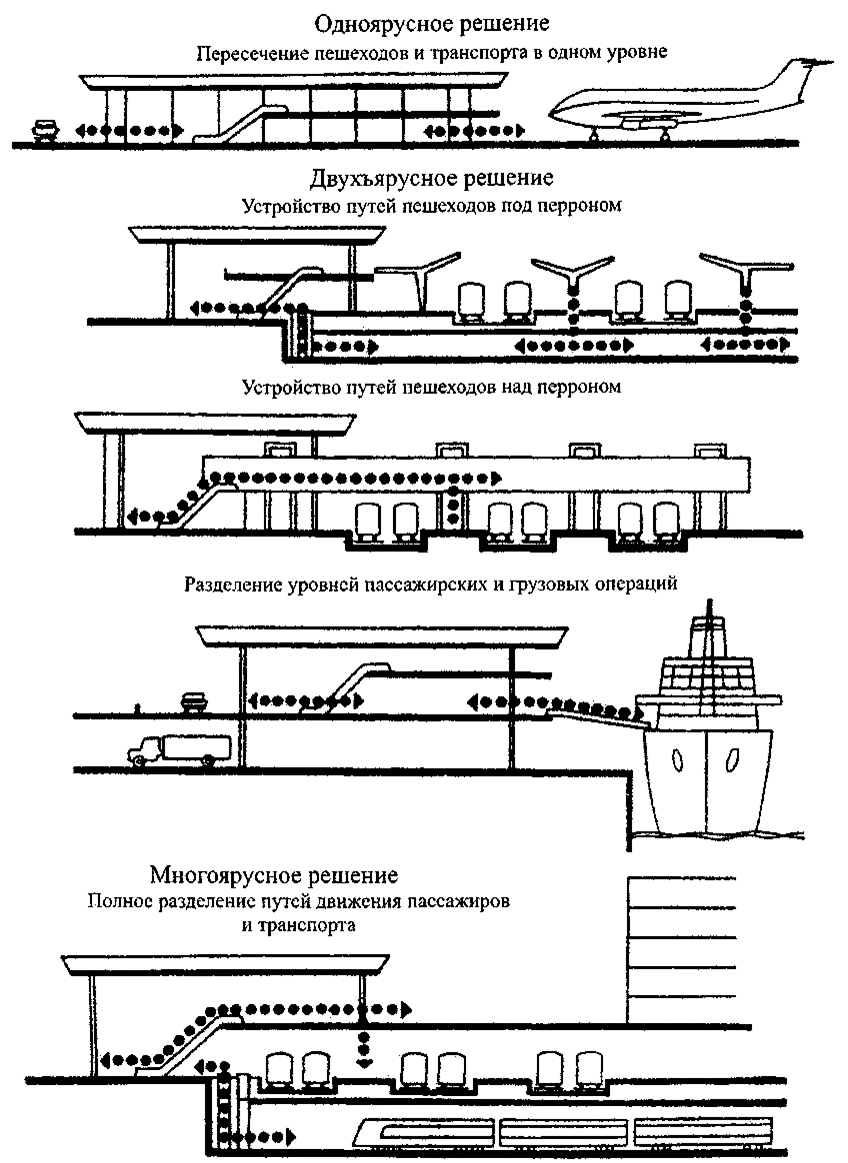 Одноярусное решение
Пересечение пешеходов и транспорта в одном уровне
Двухъярусное решение
Устройство путей пешеходов под перроном
Устройство путей пешеходов над перроном
Разделение уровней пассажирских и грузовых операций
Многоярусное решение
Полное разделение путей движения пассажиров
и транспорта